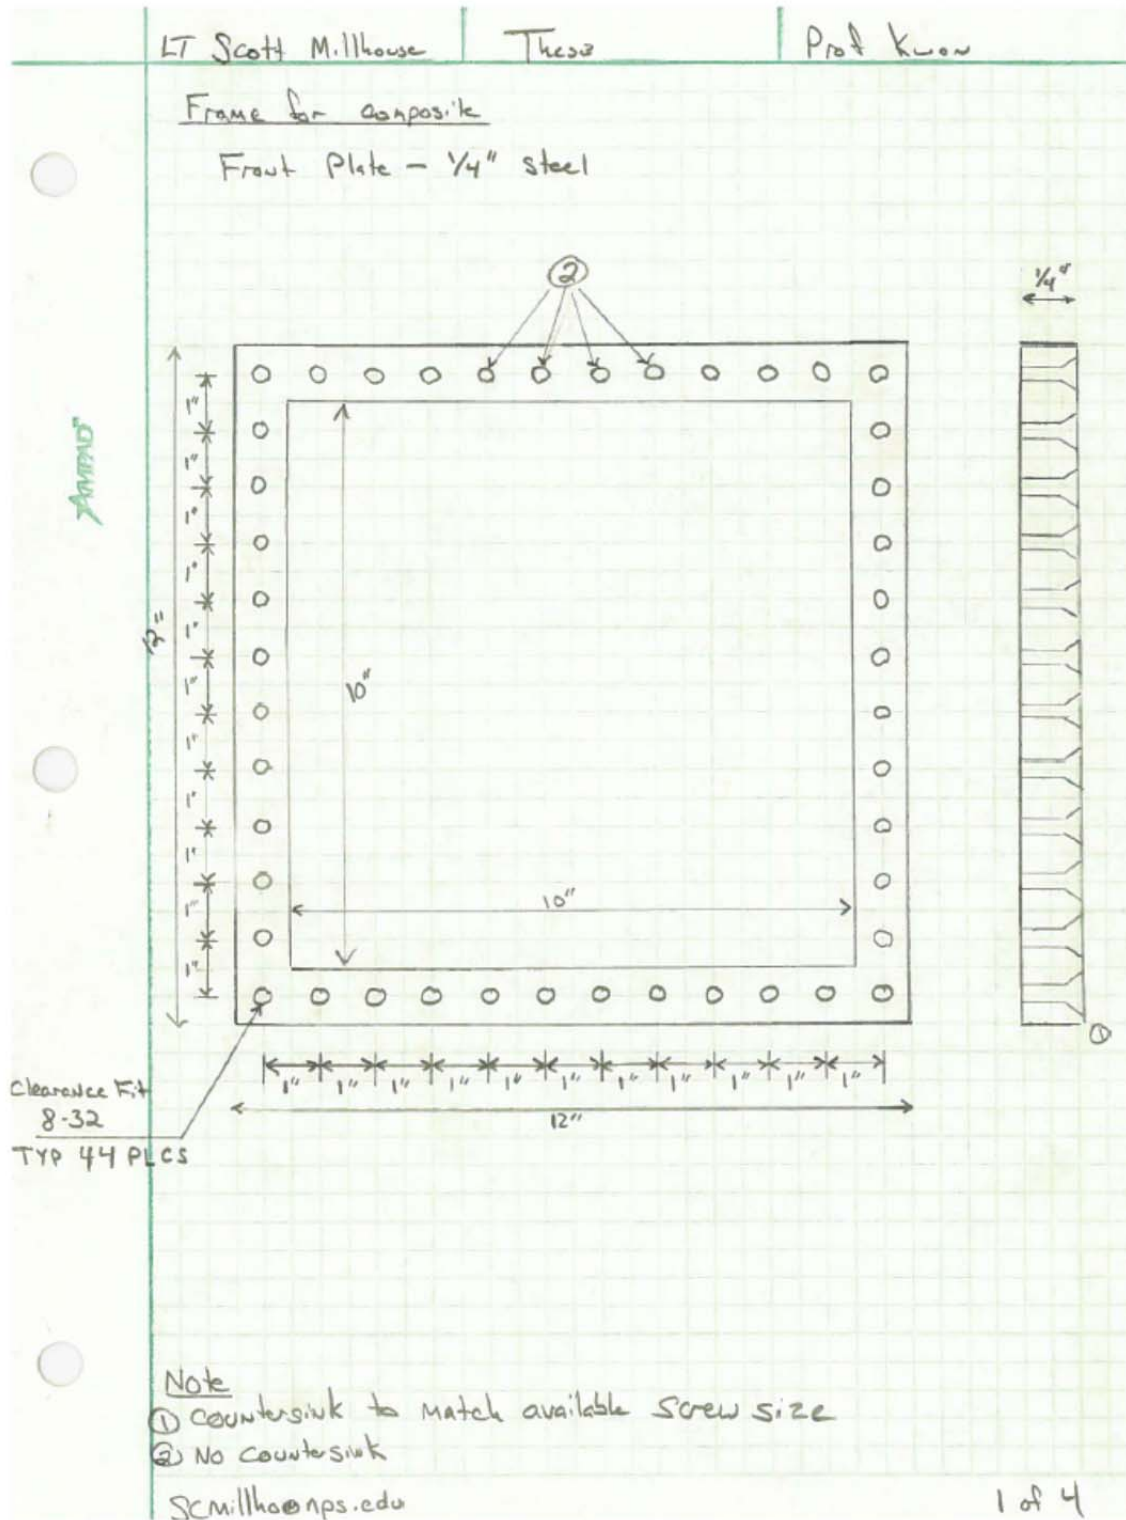 LT Scott Millhouse Thesis Prof Kwon
Frame for composite
Front Plate - 1/4" steel
2
1/4"
1"
1"
1"
1"
1"
1"
1"
1"
1"
1"
1"
12"
10"
10"
AMPAD
1
1" 1" 1" 1" 1" 1" 1" 1" 1" 1" 1"
12"
Clearance Fit
8-32
TYP 44 PLCS
Note
① Countersink to match available screw size
② No Countersink
scmillho@nps.edu
1 of 4